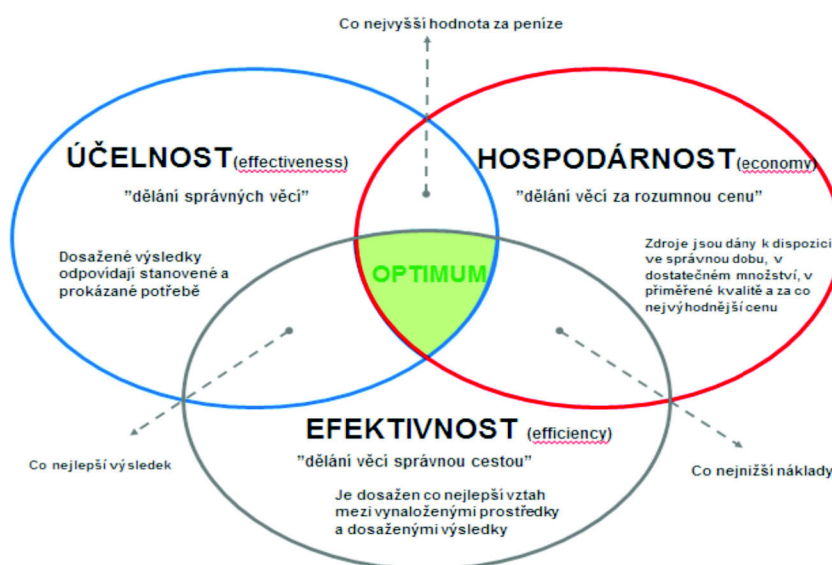 Co nejvyšší hodnota za peníze
ÚČELNOST(effectiveness)
"dělání správných věcí"
Dosažené výsledky
odpovídají stanovené a
prokázané potřebě
HOSPODÁRNOST(economy)
"dělání věcí za rozumnou cenu"
Zdroje jsou dány k dispozici
ve správnou dobu, v
dostatečném množství, v
přiměřené kvalitě a za co
nejvýhodnější cenu
OPTIMUM
EFEKTIVNOST (efficiency)
"dělání věcí správnou cestou"
Je dosažen co nejlepší vztah
mezi vynaloženými prostředky
a dosaženými výsledky
Co nejlepší výsledek
Co nejnižší náklady